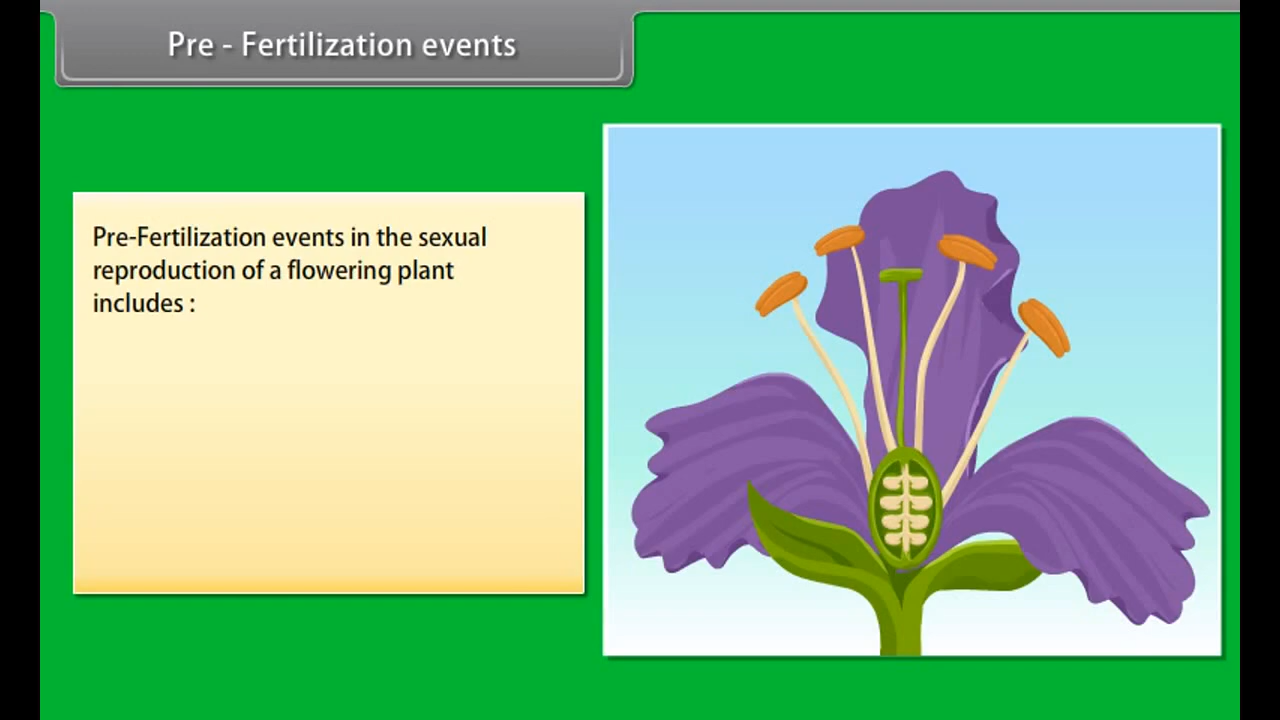 Pre - Fertilization events
Pre-Fertilization events in the sexual
reproduction of a flowering plant
includes :